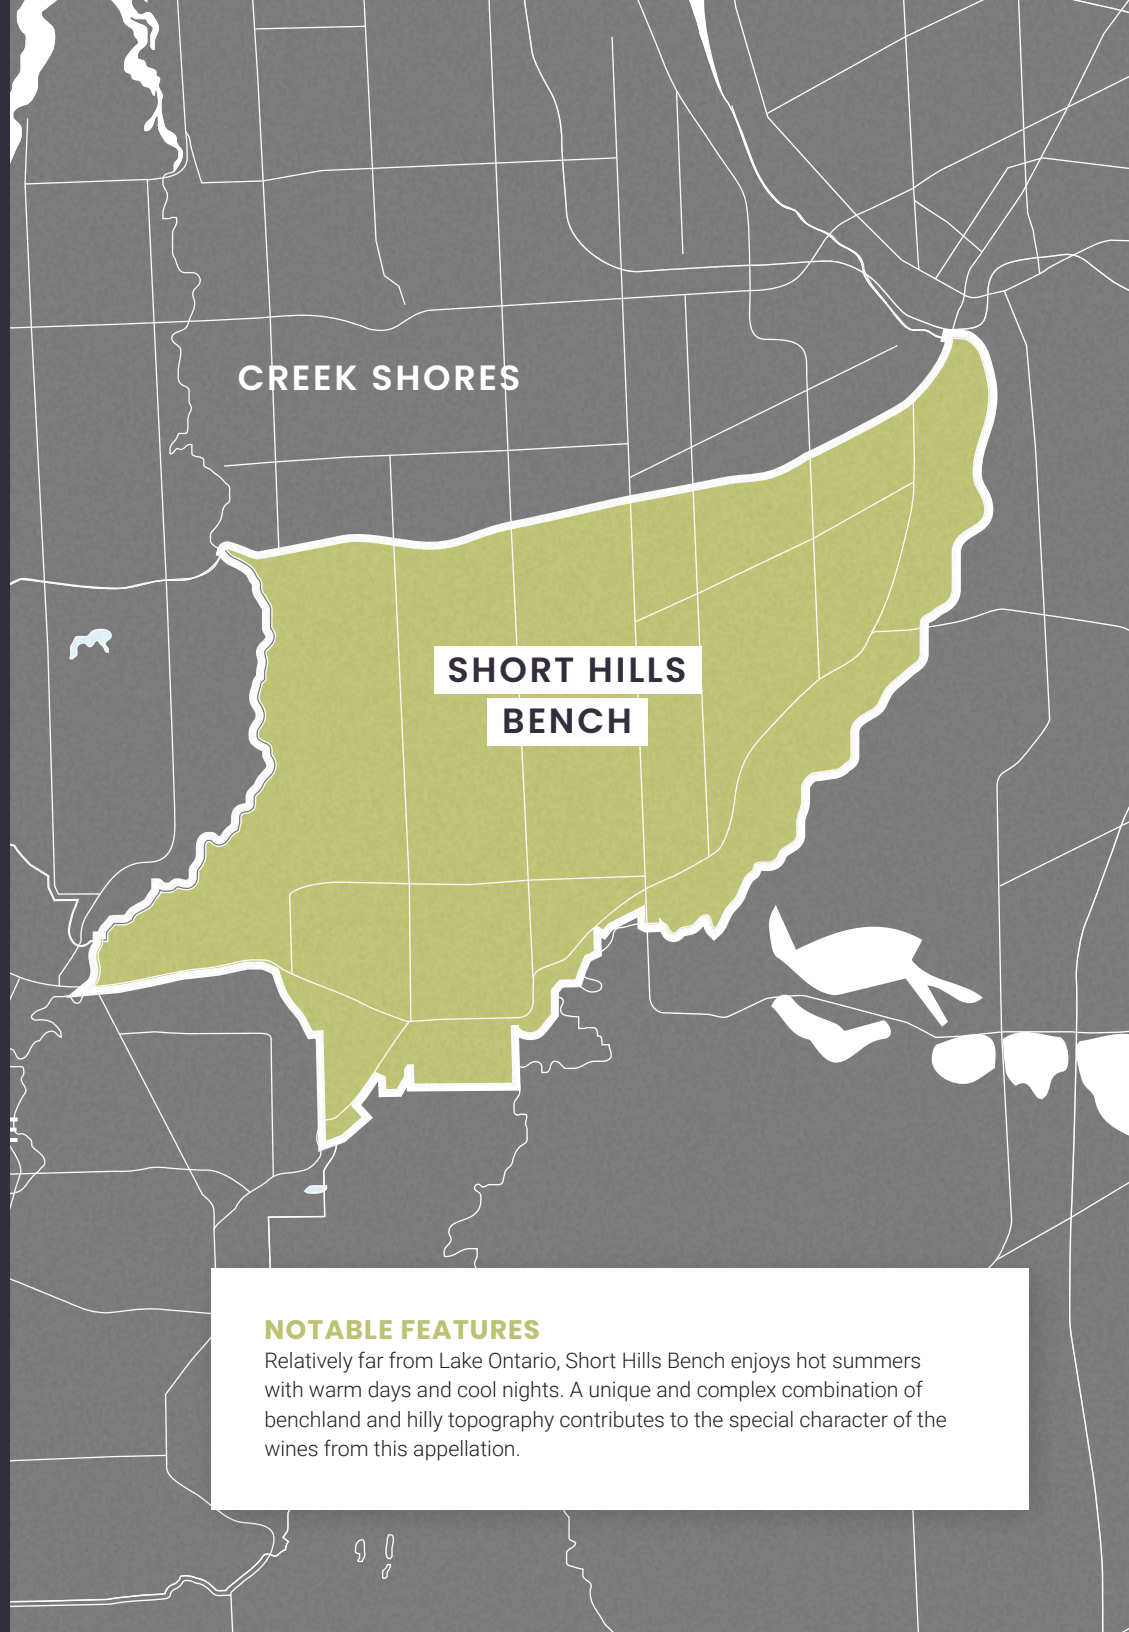 CREEK SHORES
SHORT HILLS
BENCH
NOTABLE FEATURES
Relatively far from Lake Ontario, Short Hills Bench enjoys hot summers
with warm days and cool nights. A unique and complex combination of
benchland and hilly topography contributes to the special character of the
wines from this appellation.